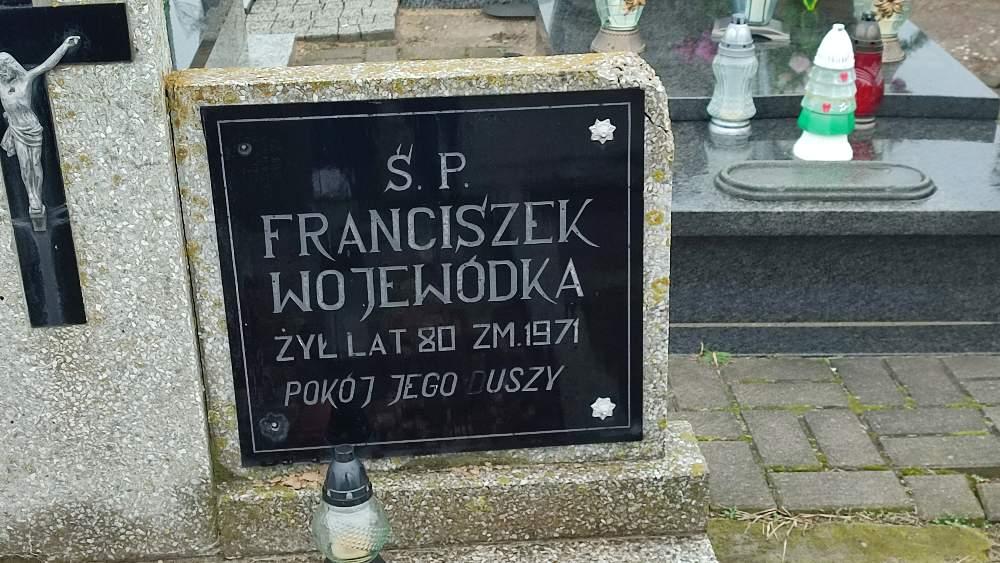 Ś. P.
FRANCISZEK
WOJEWÓDKA
ŻYŁ LAT 80 ZM. 1971
POKÓJ JEGO DUSZY